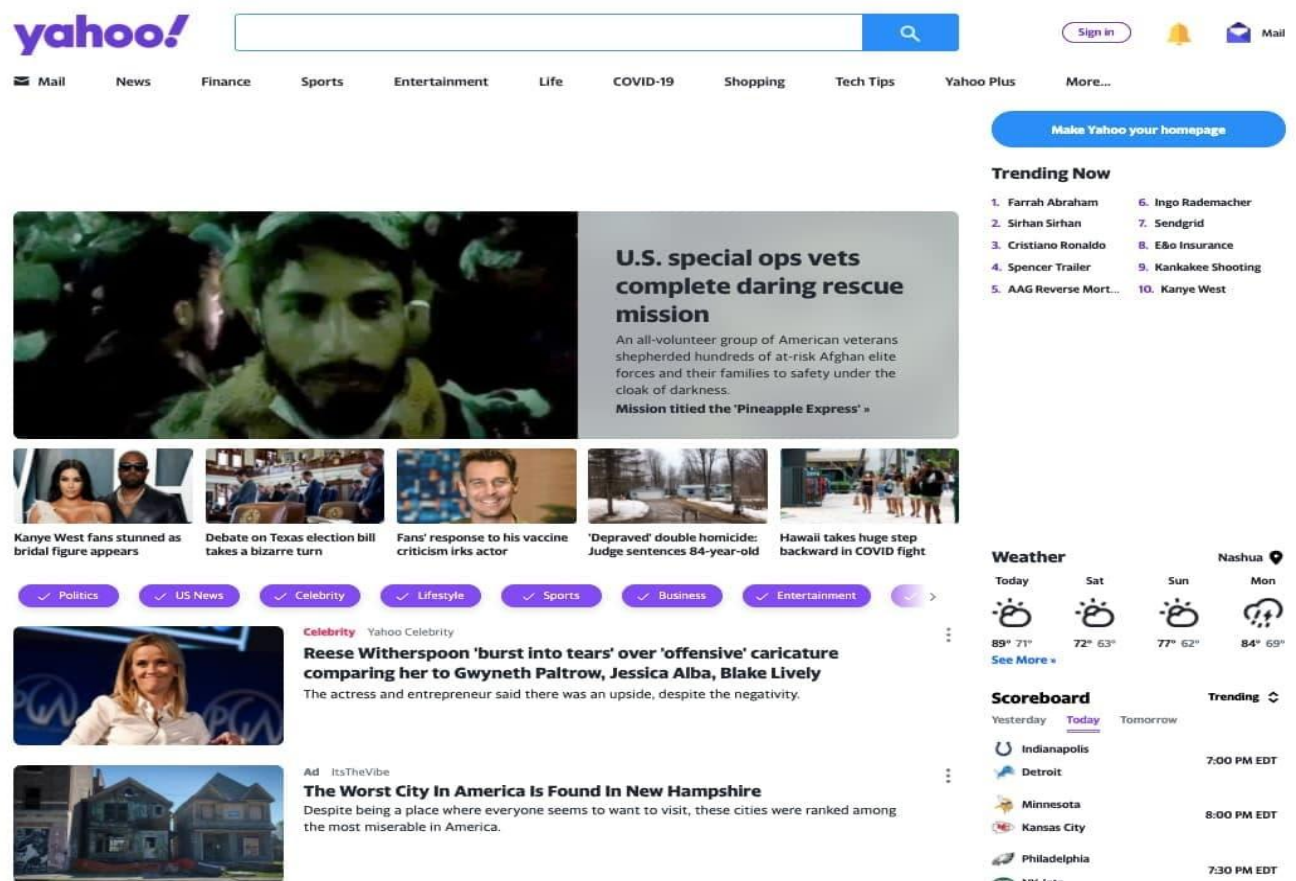 yahoo!
Sign in
Mail
Mail News Finance Sports Entertainment Life COVID-19 Shopping Tech Tips Yahoo Plus More...
Make Yahoo your homepage
Trending Now
1. Farrah Abraham
2. Sirhan Sirhan
3. Cristiano Ronaldo
4. Spencer Trailer
5. AAG Reverse Mort...
6. Ingo Rademacher
7. Sendgrid
8. E&o Insurance
9. Kankakee Shooting
10. Kanye West
U.S. special ops vets
complete daring rescue
mission
An all-volunteer group of American veterans
shepherded hundreds of at-risk Afghan elite
forces and their families to safety under the
cloak of darkness.
Mission titied the 'Pineapple Express' »
Kanye West fans stunned as
bridal figure appears
Debate on Texas election bill
takes a bizarre turn
Fans' response to his vaccine
criticism irks actor
'Depraved' double homicide:
Judge sentences 84-year-old
Hawaii takes huge step
backward in COVID fight
Politics US News Celebrity Lifestyle Sports Business Entertainment
Celebrity Yahoo Celebrity
Reese Witherspoon 'burst into tears' over 'offensive' caricature
comparing her to Gwyneth Paltrow, Jessica Alba, Blake Lively
The actress and entrepreneur said there was an upside, despite the negativity.
PGW
PGW
Ad ItsTheVibe
The Worst City In America Is Found In New Hampshire
Despite being a place where everyone seems to want to visit, these cities were ranked among
the most miserable in America.
Weather Nashua
Today Sat Sun Mon
89° 71° 72° 63° 77° 62° 84° 69°
See More »
Scoreboard Trending
Yesterday Today Tomorrow
Indianapolis
Detroit
7:00 PM EDT
Minnesota
Kansas City
8:00 PM EDT
Philadelphia
7:30 PM EDT